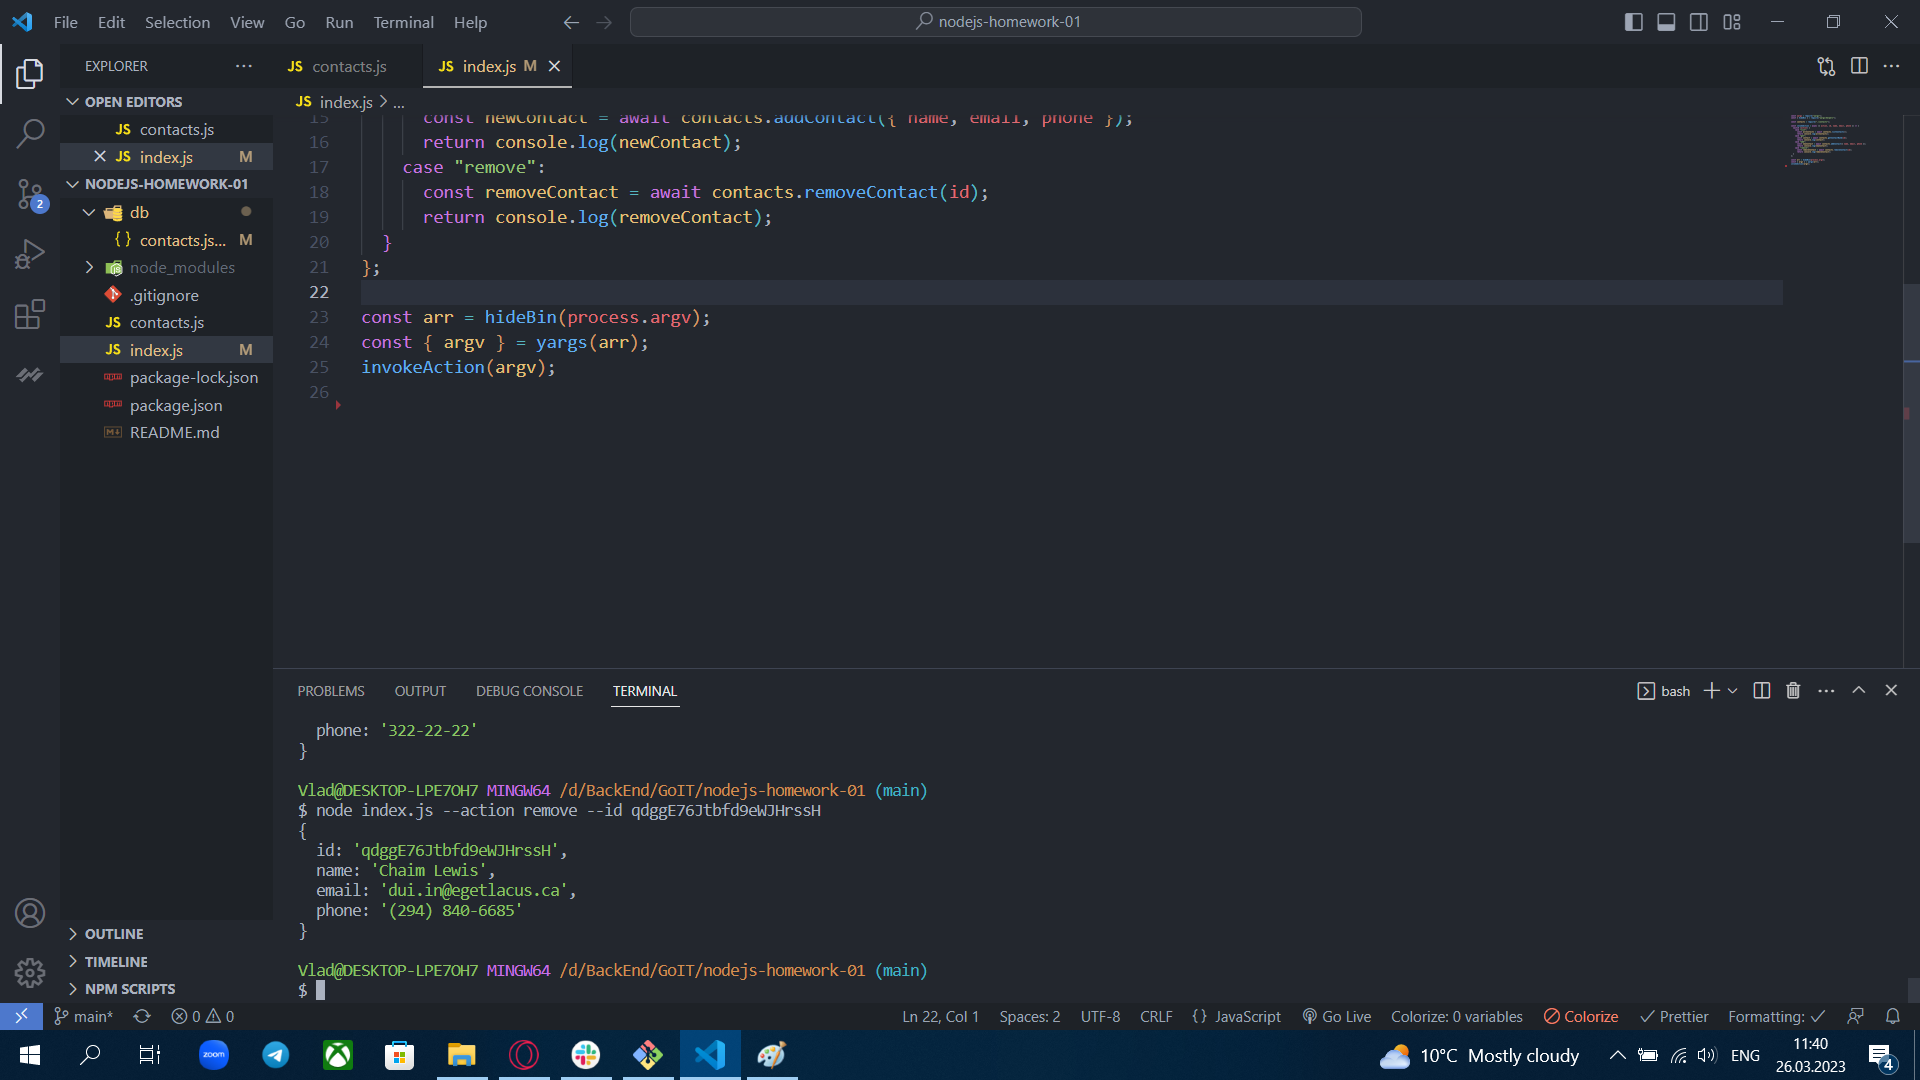 File Edit Selection View Go Run Terminal Help
nodejs-homework-01
EXPLORER
OPEN EDITORS
JS contacts.js
JS index.js M
NODEJS-HOMEWORK-01
db
{} contacts.js... M
node_modules
.gitignore
JS contacts.js
JS index.js M
package-lock.json
package.json
README.md
OUTLINE
TIMELINE
NPM SCRIPTS
JS contacts.js
JS index.js M
JS index.js > ...
15 const newContact = await contacts.addContact({ name, email, phone });
16 return console.log(newContact);
17 case "remove":
18 const removeContact = await contacts.removeContact(id);
19 return console.log(removeContact);
20 }
21 };
22
23 const arr = hideBin(process.argv);
24 const { argv } = yargs(arr);
25 invokeAction(argv);
26
PROBLEMS OUTPUT DEBUG CONSOLE TERMINAL
bash
phone: '322-22-22'
}
Vlad@DESKTOP-LPE7OH7 MINGW64 /d/BackEnd/GoIT/nodejs-homework-01 (main)
$ node index.js --action remove --id qdggE76Jtbfd9eWJHrssH
{
id: 'qdggE76Jtbfd9eWJHrssH',
name: 'Chaim Lewis',
email: 'dui.in@egetlacus.ca',
phone: '(294) 840-6685'
}
Vlad@DESKTOP-LPE7OH7 MINGW64 /d/BackEnd/GoIT/nodejs-homework-01 (main)
$
2
main* 0 0
Ln 22, Col 1 Spaces: 2 UTF-8 CRLF {} JavaScript Go Live Colorize: 0 variables Colorize Prettier Formatting:
zoom
10°C Mostly cloudy
ENG
11:40
26.03.2023
4